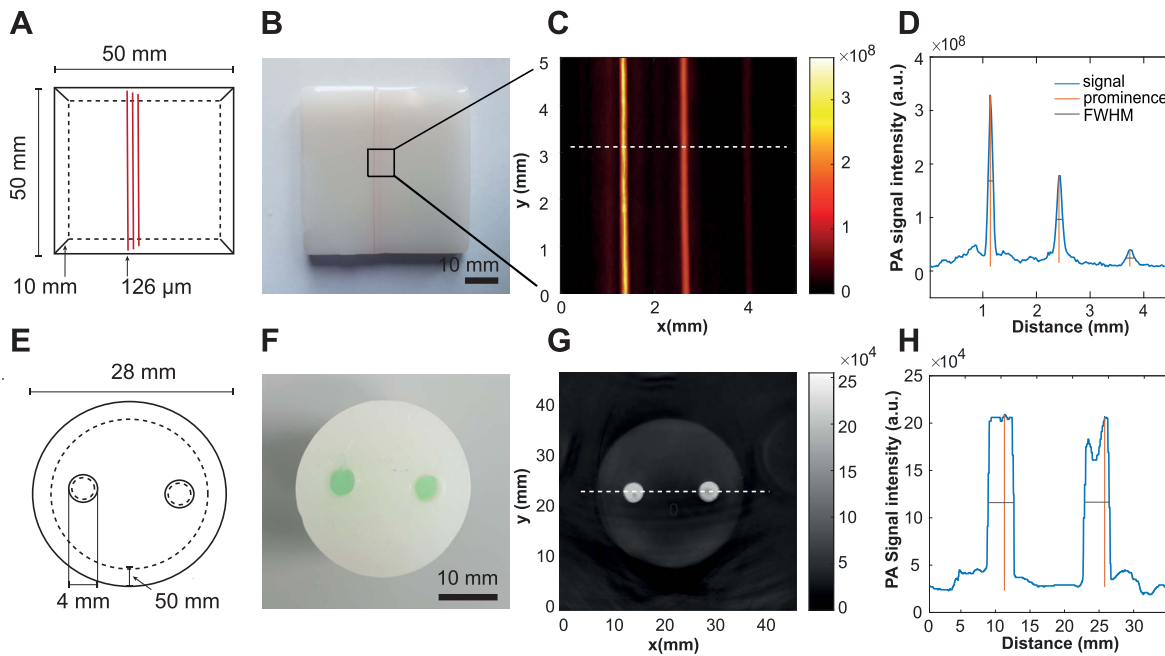 A
50 mm
50 mm
10 mm
126 µm
B
10 mm
C
5
4
3
2
1
0
y (mm)
0
2
4
x(mm)
×10⁸
3
2
1
0
D
×10⁸
4
3
2
1
0
PA signal intensity (a.u.)
signal
prominence
FWHM
1
2
3
4
Distance (mm)
E
28 mm
4 mm
50 mm
F
10 mm
G
40
30
20
10
0
y (mm)
0
0
10
20
30
40
x(mm)
×10⁴
25
20
15
10
5
0
H
×10⁴
25
20
15
10
5
0
PA Signal intensity (a.u.)
0
5
10
15
20
25
30
Distance (mm)